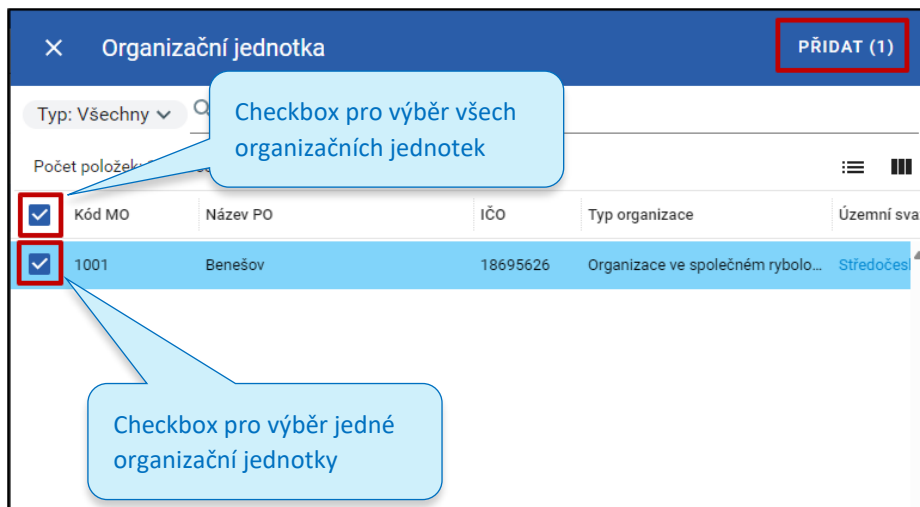 Organizační jednotka
PŘIDAT (1)
Typ: Všechny
Checkbox pro výběr všech
organizačních jednotek
Počet položek:
Kód MO Název PO IČO Typ organizace Územní sva
1001 Benešov 18695626 Organizace ve společném rybolo... Středočes
Checkbox pro výběr jedné
organizační jednotky